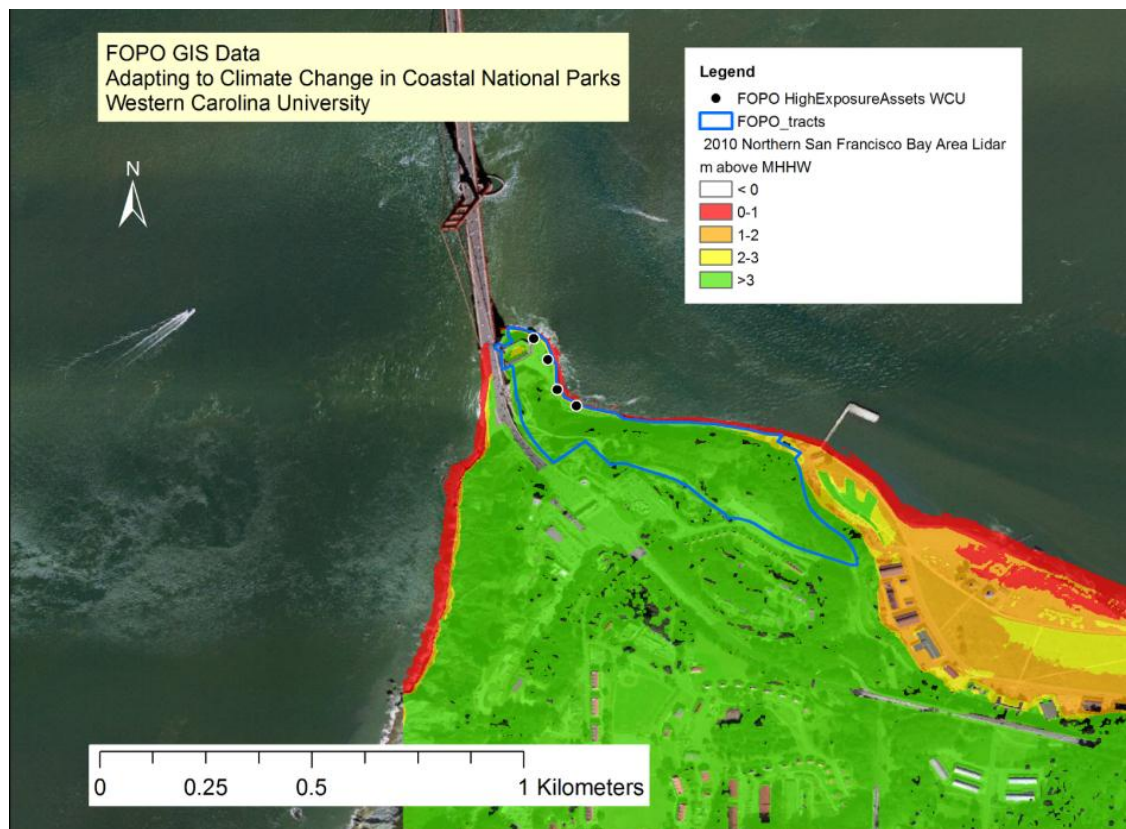 FOPO GIS Data
Adapting to Climate Change in Coastal National Parks
Western Carolina University
Legend
FOPO HighExposureAssets WCU
FOPO_tracts
2010 Northern San Francisco Bay Area Lidar
m above MHHW
< 0
0-1
1-2
2-3
>3
N
0 0.25 0.5 1 Kilometers